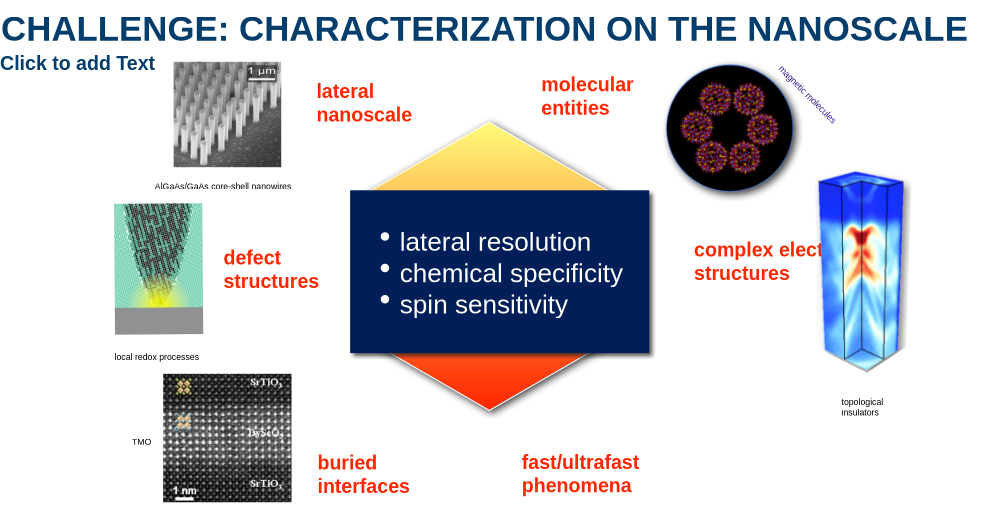 CHALLENGE: CHARACTERIZATION ON THE NANOSCALE
Click to add Text
1 µm
lateral
nanoscale
molecular
entities
magnetic molecules
AlGaAs/GaAs core-shell nanowires
defect
structures
• lateral resolution
• chemical specificity
• spin sensitivity
complex elect
structures
local redox processes
topological
insulators
SrTiO3
DyScO3
SrTiO3
1 nm
TMO
buried
interfaces
fast/ultrafast
phenomena